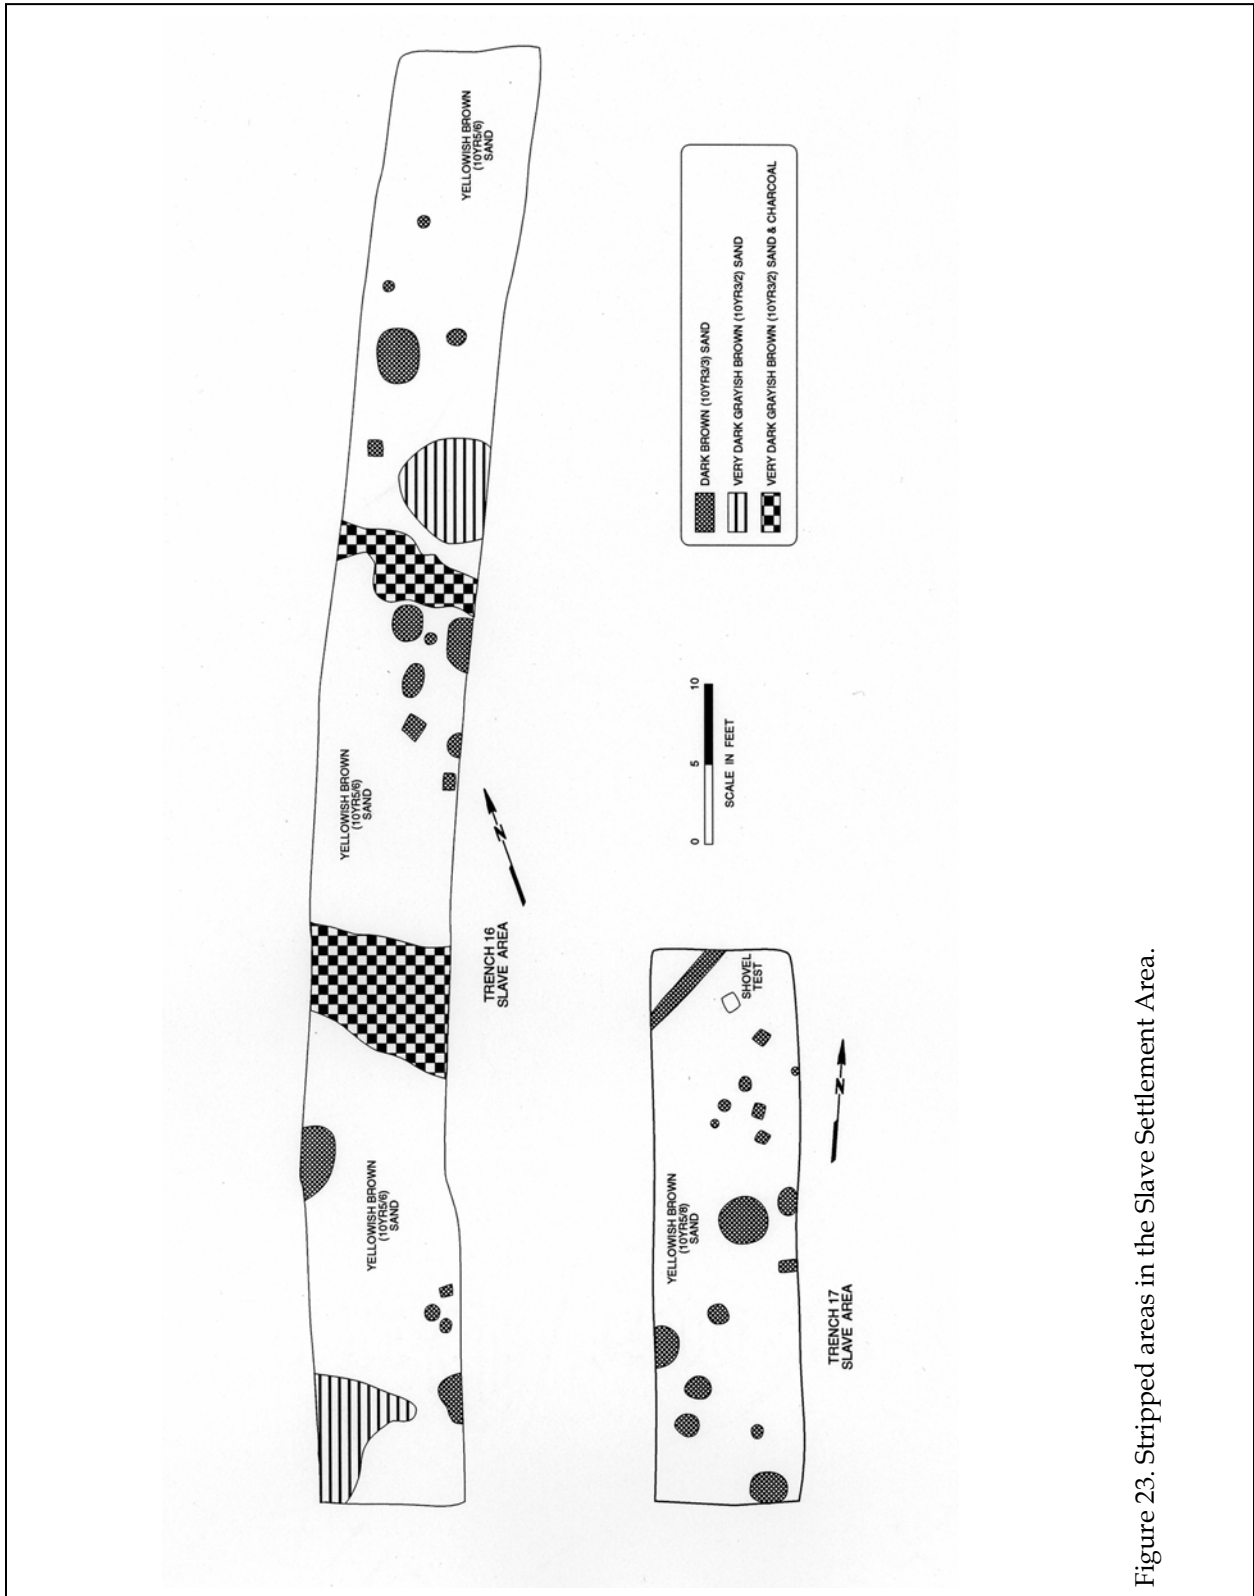 YELLOWISH BROWN
(10YR5/6)
SAND
YELLOWISH BROWN
(10YR5/6)
SAND
YELLOWISH BROWN
(10YR5/6)
SAND
TRENCH 16
SLAVE AREA
N
DARK BROWN (10YR3/3) SAND
VERY DARK GRAYISH BROWN (10YR3/2) SAND
VERY DARK GRAYISH BROWN (10YR3/2) SAND & CHARCOAL
0 5 10
SCALE IN FEET
YELLOWISH BROWN
(10YR5/8)
SAND
SHOVEL
TEST
TRENCH 17
SLAVE AREA
N
Figure 23. Stripped areas in the Slave Settlement Area.